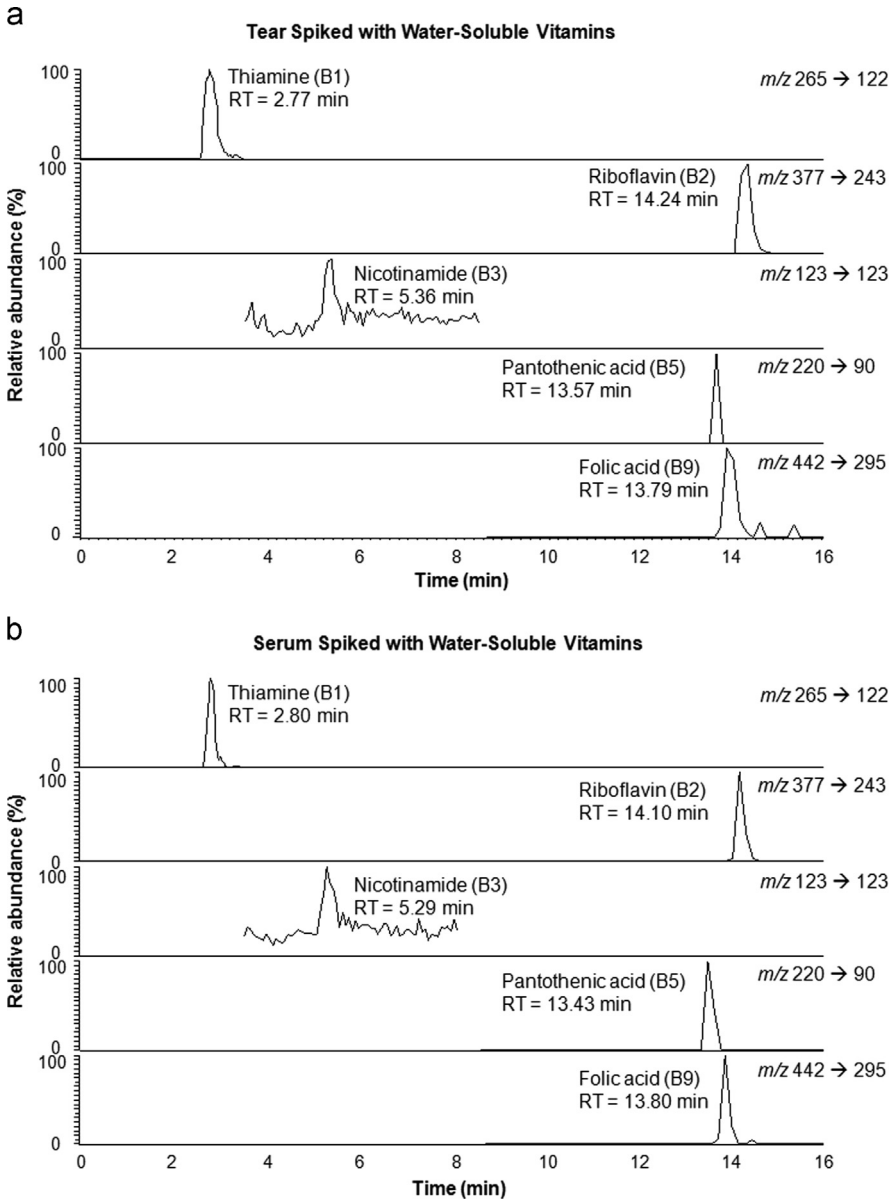 a
Tear Spiked with Water-Soluble Vitamins
Relative abundance (%)
100
0
Thiamine (B1)
RT = 2.77 min
m/z 265 → 122
100
0
Riboflavin (B2)
RT = 14.24 min
m/z 377 → 243
100
0
Nicotinamide (B3)
RT = 5.36 min
m/z 123 → 123
100
0
Pantothenic acid (B5)
RT = 13.57 min
m/z 220 → 90
100
0
Folic acid (B9)
RT = 13.79 min
m/z 442 → 295
0 2 4 6 8 10 12 14 16
Time (min)
b
Serum Spiked with Water-Soluble Vitamins
Relative abundance (%)
100
0
Thiamine (B1)
RT = 2.80 min
m/z 265 → 122
100
0
Riboflavin (B2)
RT = 14.10 min
m/z 377 → 243
100
0
Nicotinamide (B3)
RT = 5.29 min
m/z 123 → 123
100
0
Pantothenic acid (B5)
RT = 13.43 min
m/z 220 → 90
100
0
Folic acid (B9)
RT = 13.80 min
m/z 442 → 295
0 2 4 6 8 10 12 14 16
Time (min)